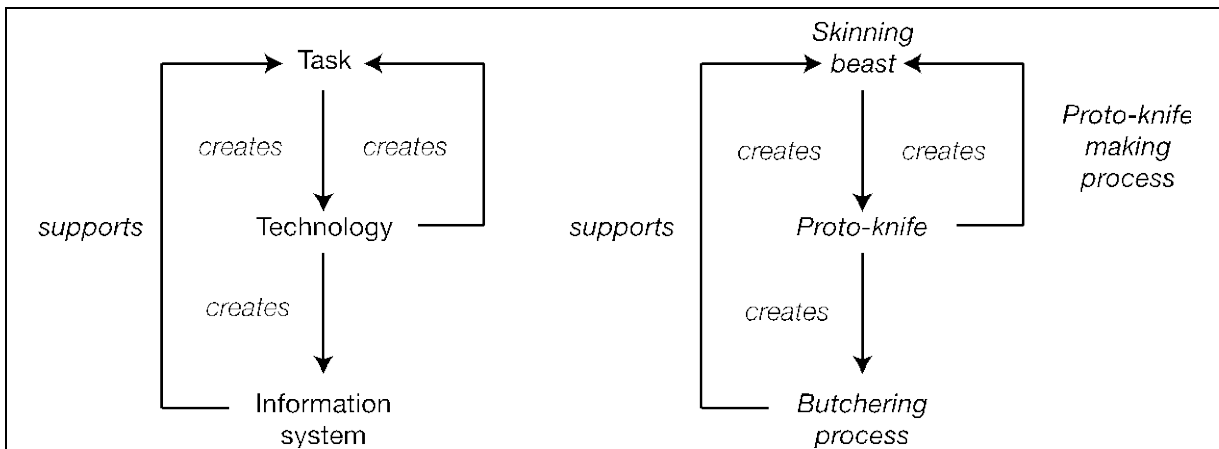 Task
creates
creates
supports
Technology
creates
Information
system
Skinning
beast
creates
creates
Proto-knife
making
process
supports
Proto-knife
creates
Butchering
process